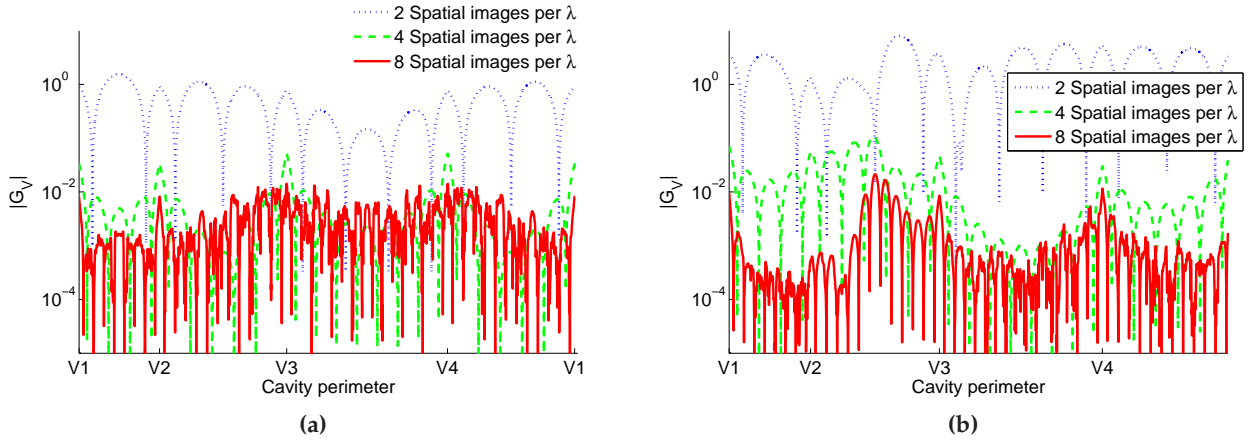 2 Spatial images per λ
4 Spatial images per λ
8 Spatial images per λ
10^0
10^-2
10^-4
|G_V|
V1 V2 V3 V4 V1
Cavity perimeter
(a)
2 Spatial images per λ
4 Spatial images per λ
8 Spatial images per λ
10^0
10^-2
10^-4
|G_V|
V1 V2 V3 V4
Cavity perimeter
(b)